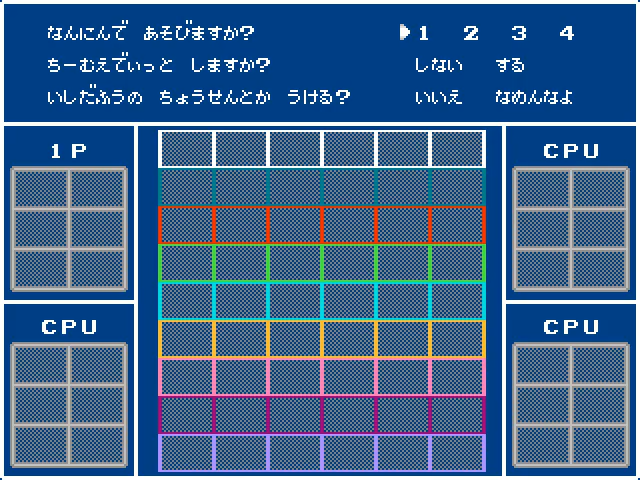 なんにんで あそびますか? 1 2 3 4
ちーむえでぃっと しますか? しない する
いしだふうの ちょうせんとか うける? いいえ なめんなよ
1P
CPU
CPU
CPU